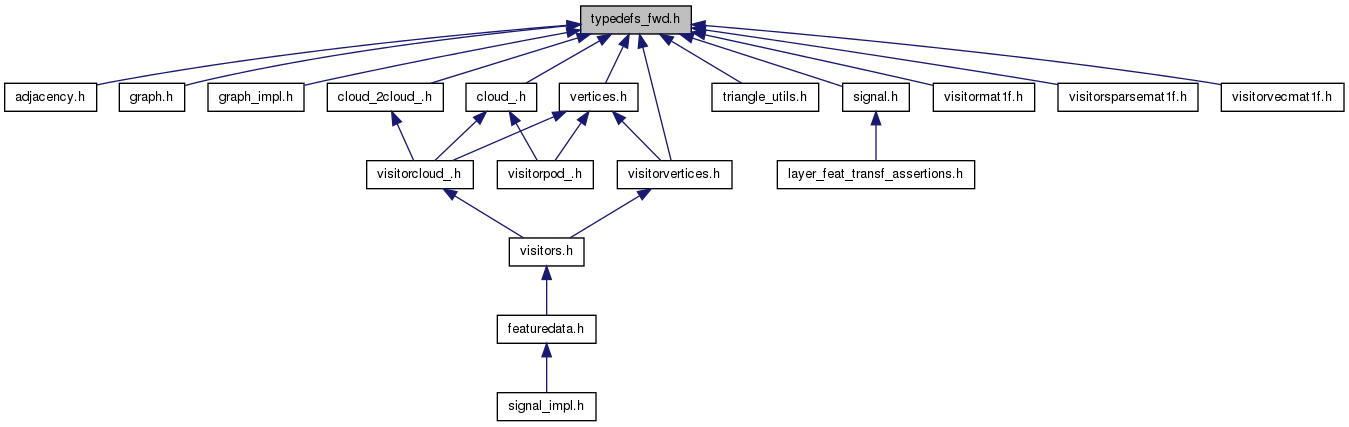 typedefs_fwd.h
adjacency.h
graph.h
graph_impl.h
cloud_2cloud_.h
cloud_.h
vertices.h
triangle_utils.h
signal.h
visitormat1f.h
visitorsparsemat1f.h
visitorvecmat1f.h
visitorcloud_.h
visitorpod_.h
visitorvertices.h
layer_feat_transf_assertions.h
visitors.h
featuredata.h
signal_impl.h